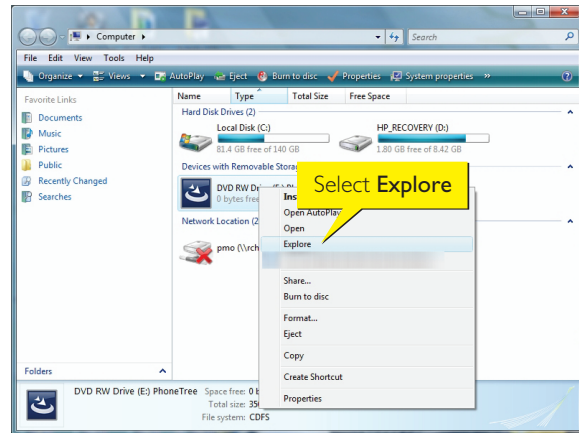 Computer
Search
File Edit View Tools Help
Organize Views AutoPlay Eject Burn to disc Properties System properties »
Favorite Links
Documents
Music
Pictures
Public
Recently Changed
Searches
Folders
Name Type Total Size Free Space
Hard Disk Drives (2)
Local Disk (C:)
81.4 GB free of 140 GB
HP_RECOVERY (D:)
1.80 GB free of 8.42 GB
Devices with Removable
DVD RW
0 bytes free
Network Location (2
pmo (\\rch
Select Explore
Open AutoPlay
Open
Explore
Share...
Burn to disc
Format...
Eject
Copy
Create Shortcut
Properties
DVD RW Drive (E:) PhoneTree Space free: 0
Total size:
File system: CDFS